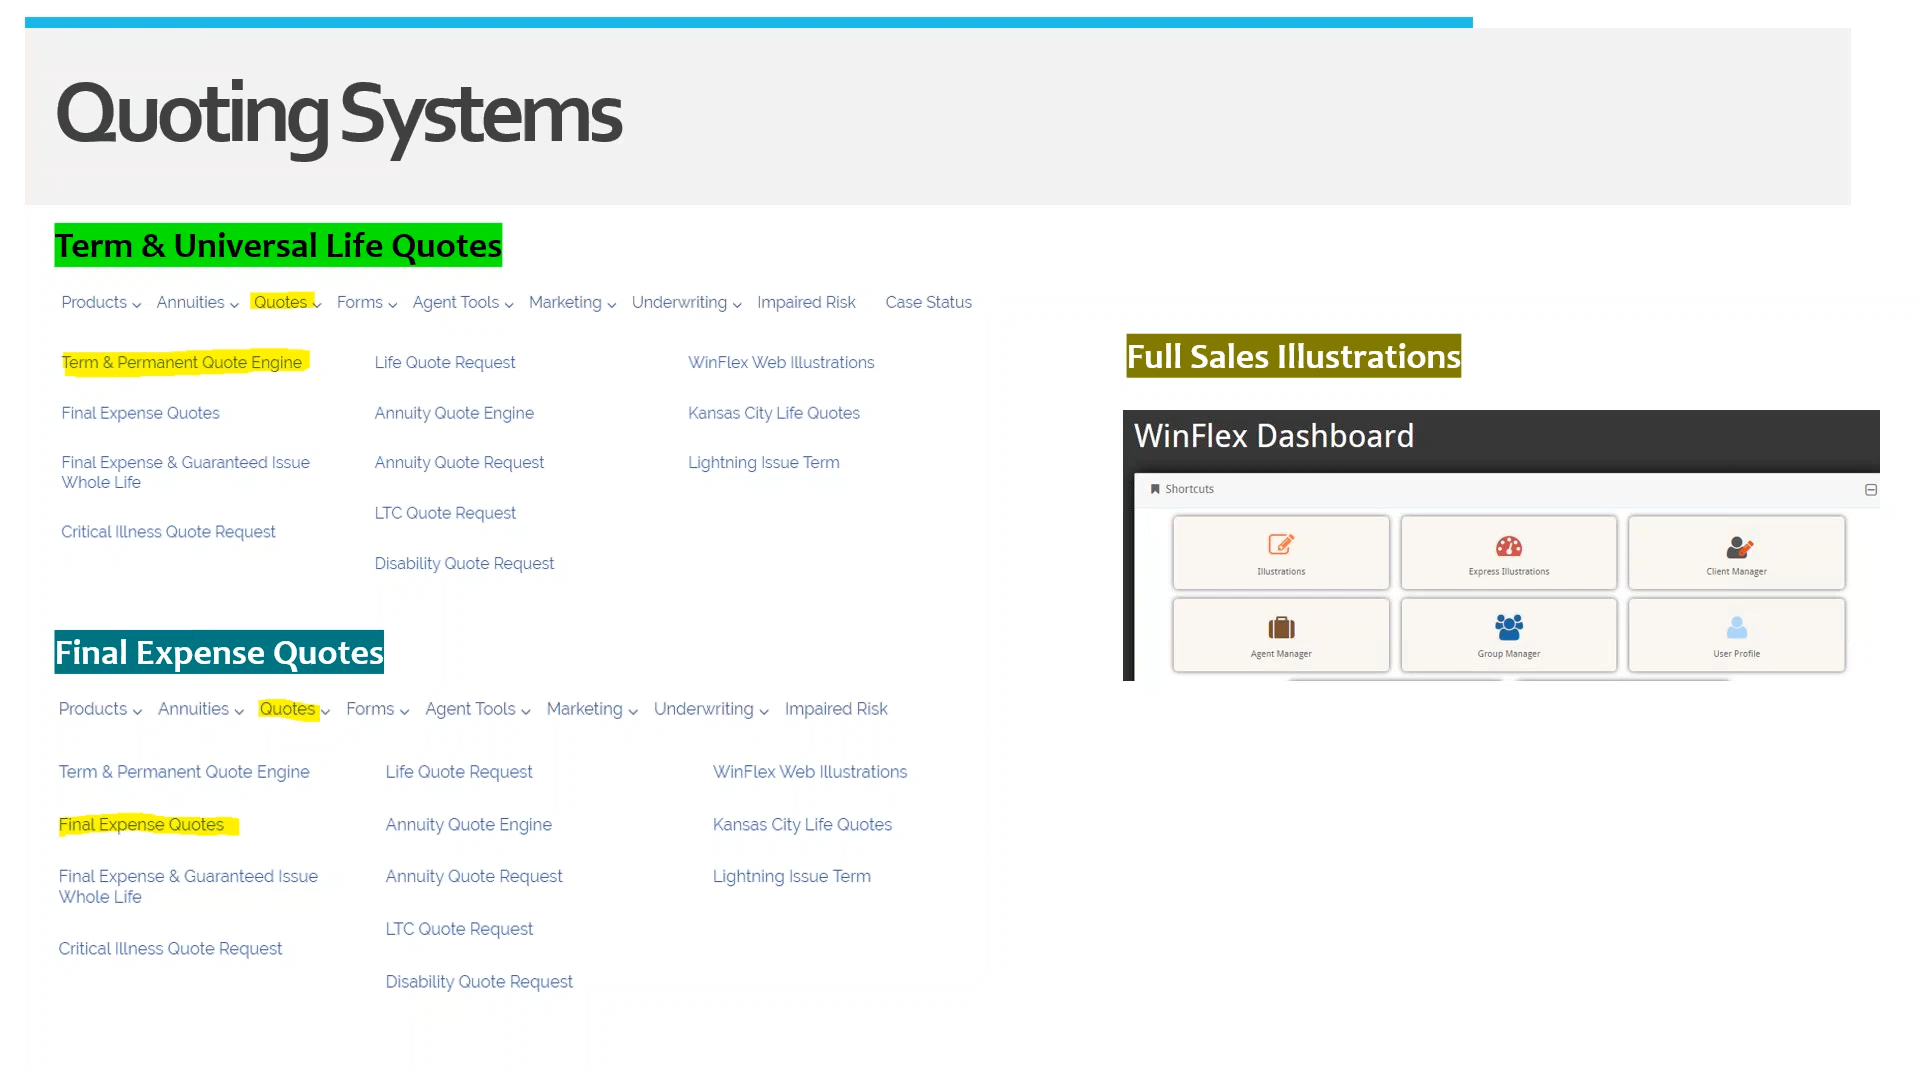 Quoting Systems
Term & Universal Life Quotes
Products Annuities Quotes Forms Agent Tools Marketing Underwriting Impaired Risk Case Status
Term & Permanent Quote Engine
Final Expense Quotes
Final Expense & Guaranteed Issue
Whole Life
Critical Illness Quote Request
Life Quote Request
Annuity Quote Engine
Annuity Quote Request
LTC Quote Request
Disability Quote Request
WinFlex Web Illustrations
Kansas City Life Quotes
Lightning Issue Term
Final Expense Quotes
Products Annuities Quotes Forms Agent Tools Marketing Underwriting Impaired Risk
Term & Permanent Quote Engine
Final Expense Quotes
Final Expense & Guaranteed Issue
Whole Life
Critical Illness Quote Request
Life Quote Request
Annuity Quote Engine
Annuity Quote Request
LTC Quote Request
Disability Quote Request
WinFlex Web Illustrations
Kansas City Life Quotes
Lightning Issue Term
Full Sales Illustrations
WinFlex Dashboard
Shortcuts
Illustrations
Express Illustrations
Client Manager
Agent Manager
Group Manager
User Profile